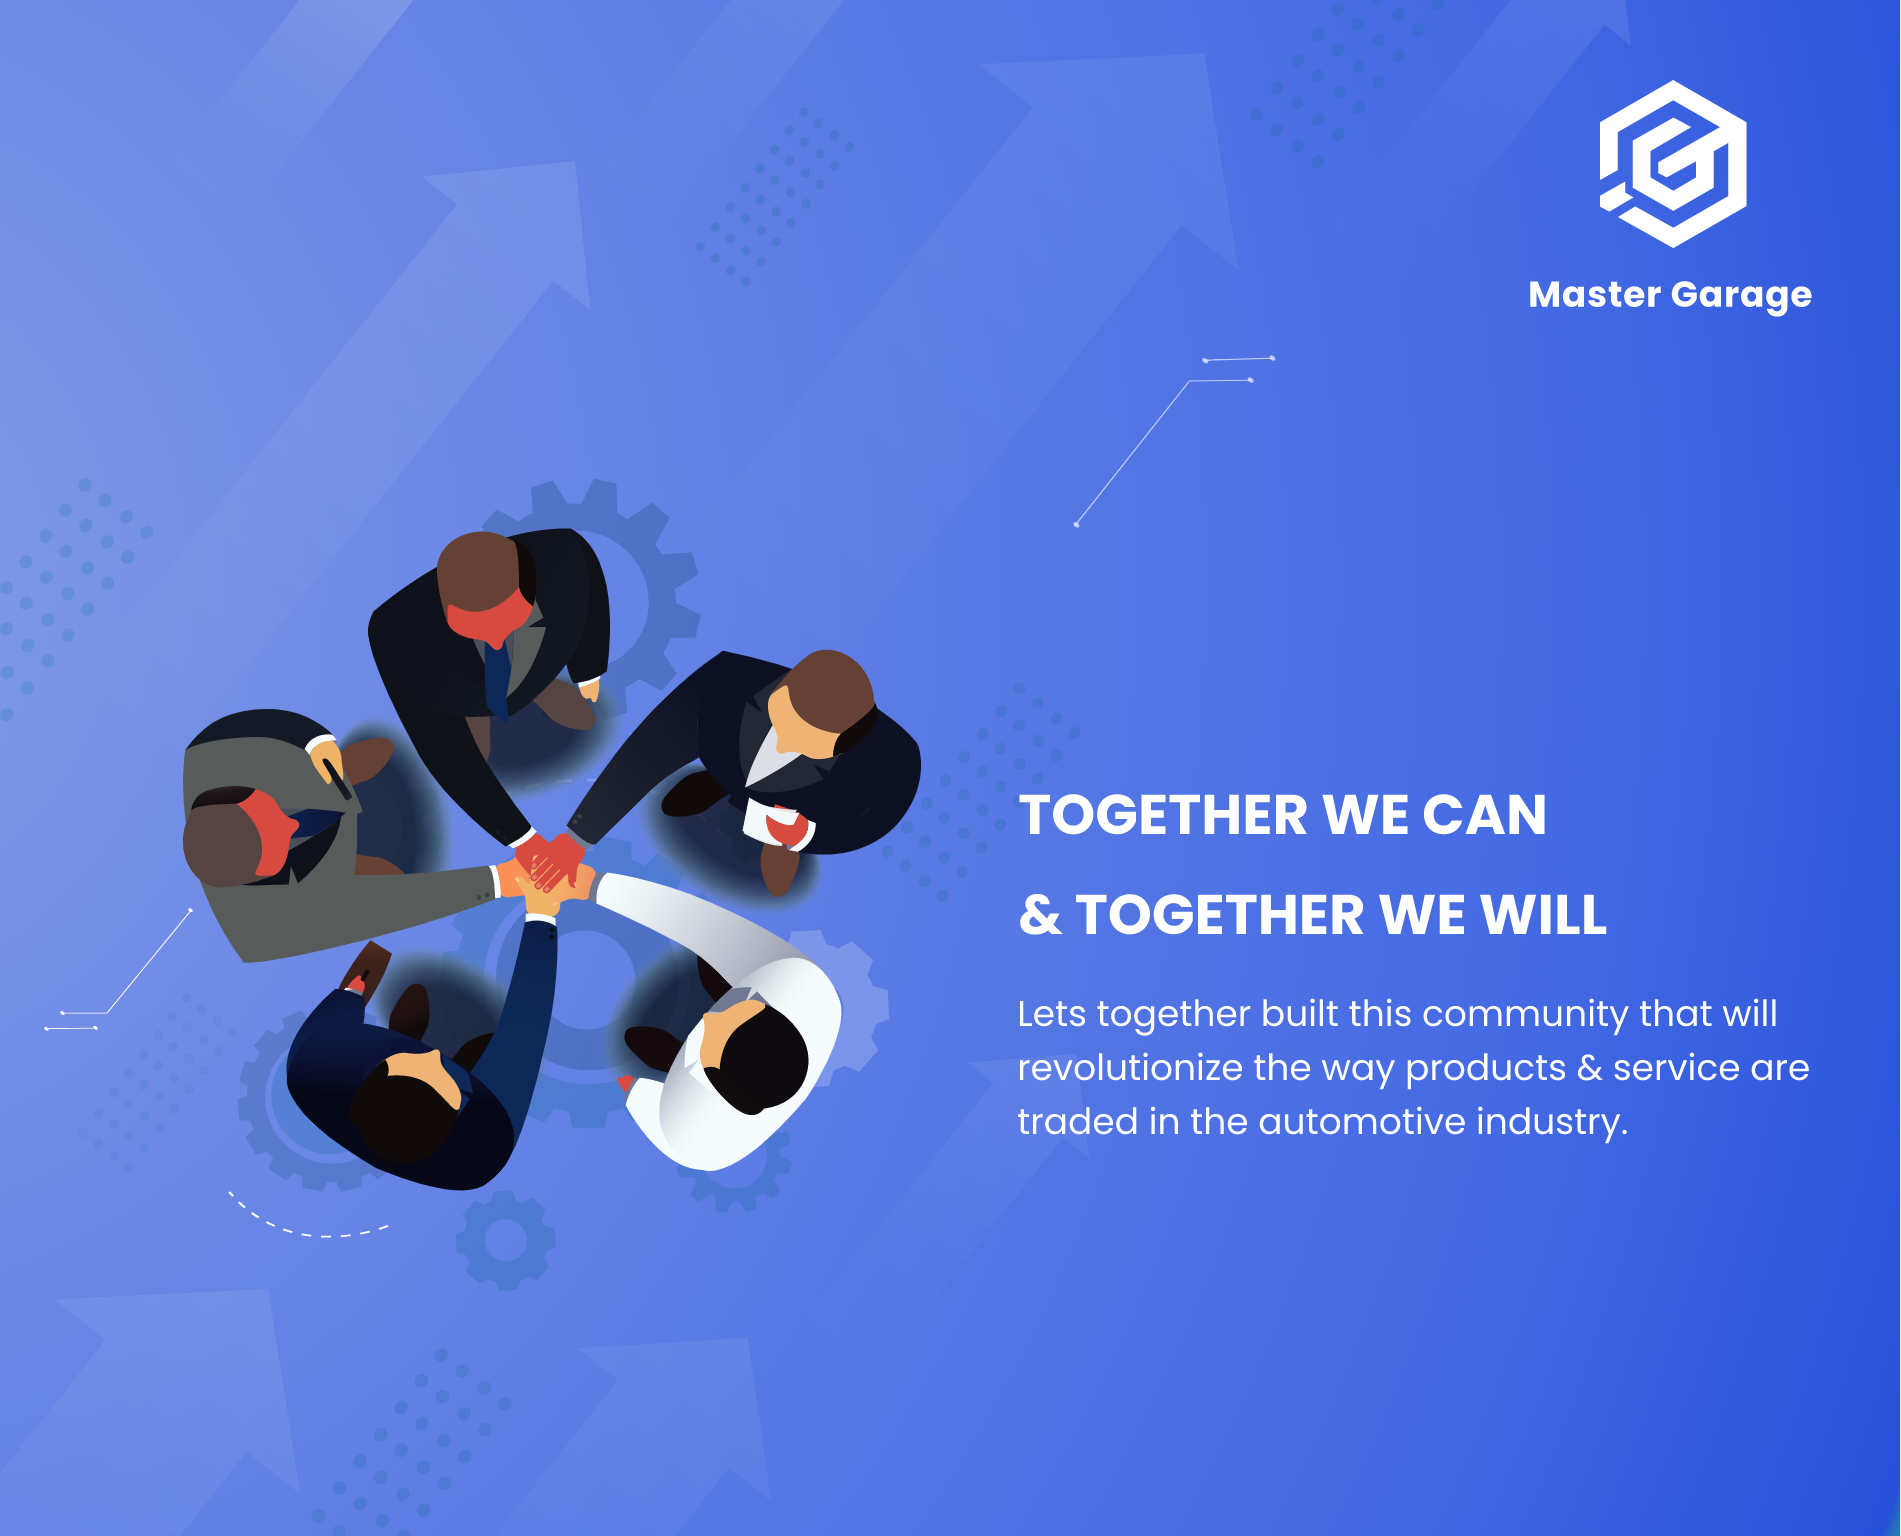 Master Garage
TOGETHER WE CAN
& TOGETHER WE WILL
Lets together built this community that will
revolutionize the way products & service are
traded in the automotive industry.